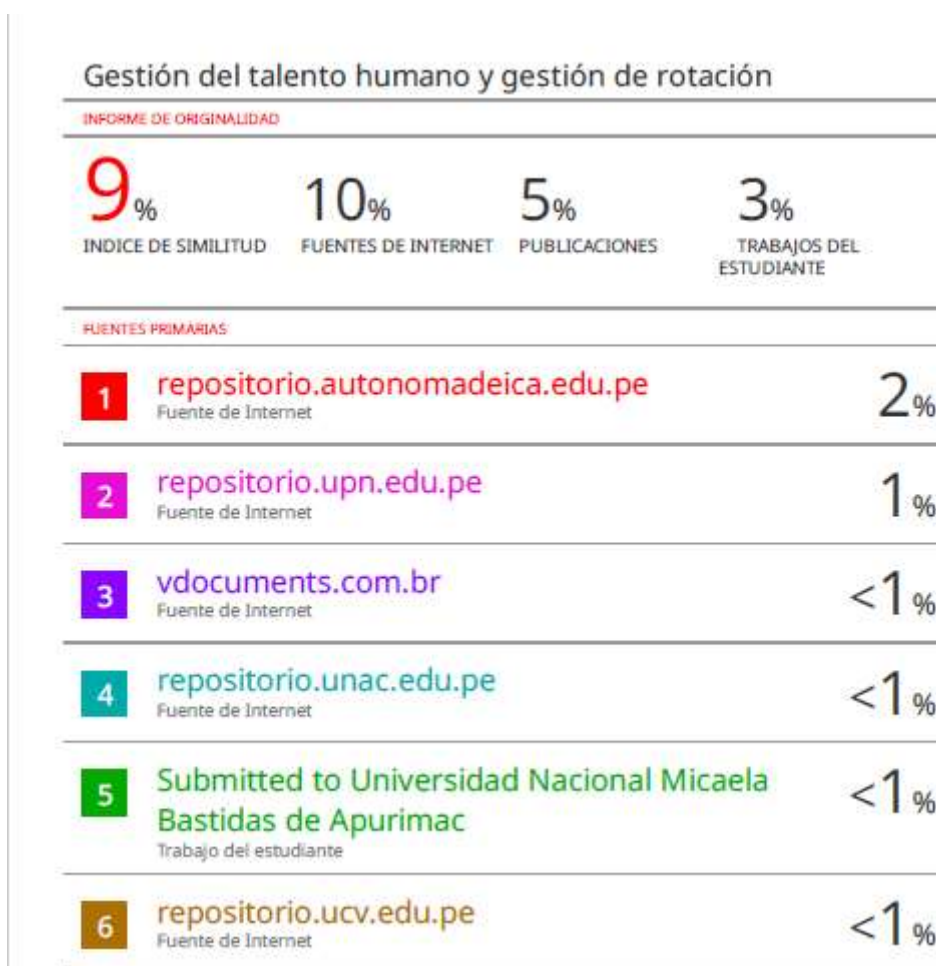 Gestión del talento humano y gestión de rotación
INFORME DE ORIGINALIDAD
9% 10% 5% 3%
INDICE DE SIMILITUD FUENTES DE INTERNET PUBLICACIONES TRABAJOS DEL
ESTUDIANTE
FUENTES PRIMARIAS
1 repositorio.autonomadeica.edu.pe 2%
Fuente de Internet
2 repositorio.upn.edu.pe 1%
Fuente de Internet
3 vdocuments.com.br <1%
Fuente de Internet
4 repositorio.unac.edu.pe <1%
Fuente de Internet
5 Submitted to Universidad Nacional Micaela <1%
Bastidas de Apurimac
Trabajo del estudiante
6 repositorio.ucv.edu.pe <1%
Fuente de Internet